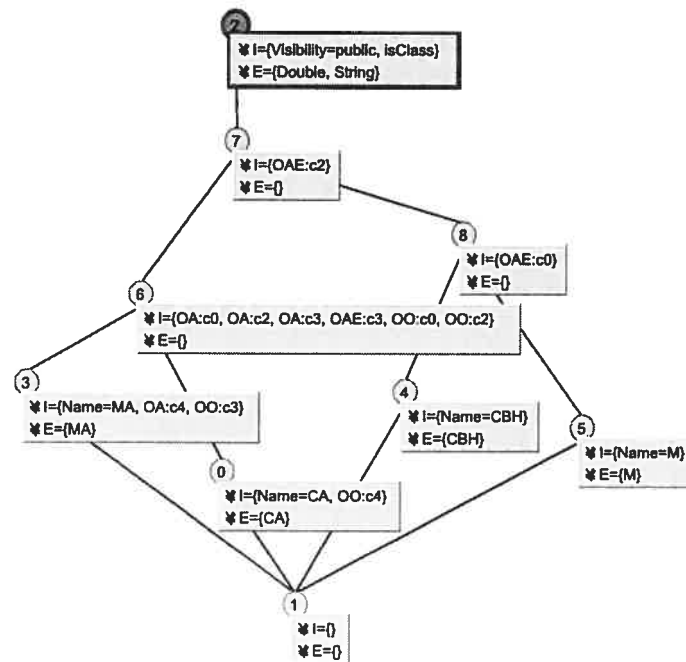 2
¥ I={Visibility=public, isClass}
¥ E={Double, String}
7
¥ I={OAE:c2}
¥ E={}
8
¥ I={OAE:c0}
¥ E={}
6
¥ I={OA:c0, OA:c2, OA:c3, OAE:c3, OO:c0, OO:c2}
¥ E={}
3
¥ I={Name=MA, OA:c4, OO:c3}
¥ E={MA}
4
¥ I={Name=CBH}
¥ E={CBH}
5
¥ I={Name=M}
¥ E={M}
0
¥ I={Name=CA, OO:c4}
¥ E={CA}
1
¥ I={}
¥ E={}